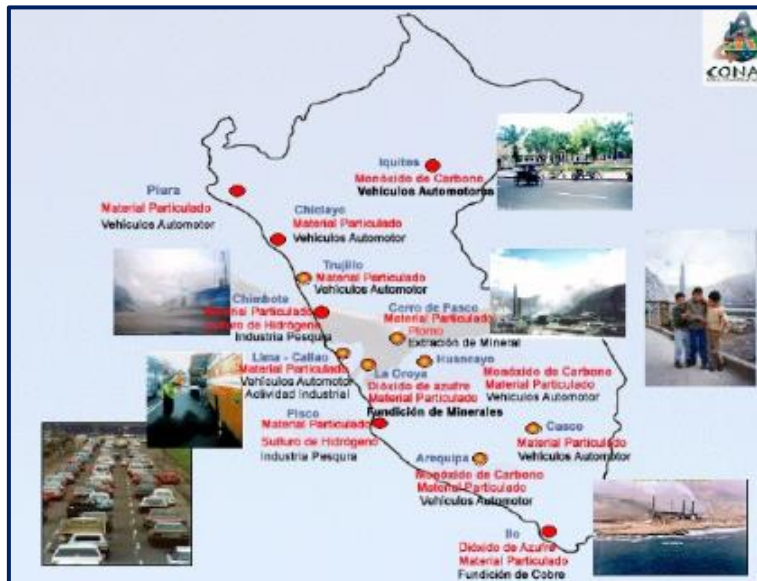 CONA
Iquitos
Monóxido de Carbono
Vehículos Automotores
Piura
Material Particulado
Vehículos Automotor
Chiclayo
Material Particulado
Vehículos Automotor
Trujillo
Material Particulado
Vehículos Automotor
Chimbote
Material Particulado
Sulfuro de Hidrógeno
Industria Pesqura
Cerro de Pasco
Material Particulado
Plomo
Extración de Mineral
Huancayo
Monóxido de Carbono
Material Particulado
Vehículos Automotor
Lima - Callao
Material Particulado
Vehículos Automotor
Actividad Industrial
La Oroya
Dióxido de azufre
Material Particulado
Fundición de Minerales
Pisco
Material Particulado
Sulfuro de Hidrógeno
Industria Pesqura
Cusco
Material Particulado
Vehículos Automotor
Arequipa
Monóxido de Carbono
Material Particulado
Vehículos Automotor
Ilo
Dióxido de Azufre
Material Particulado
Fundición de Cobre